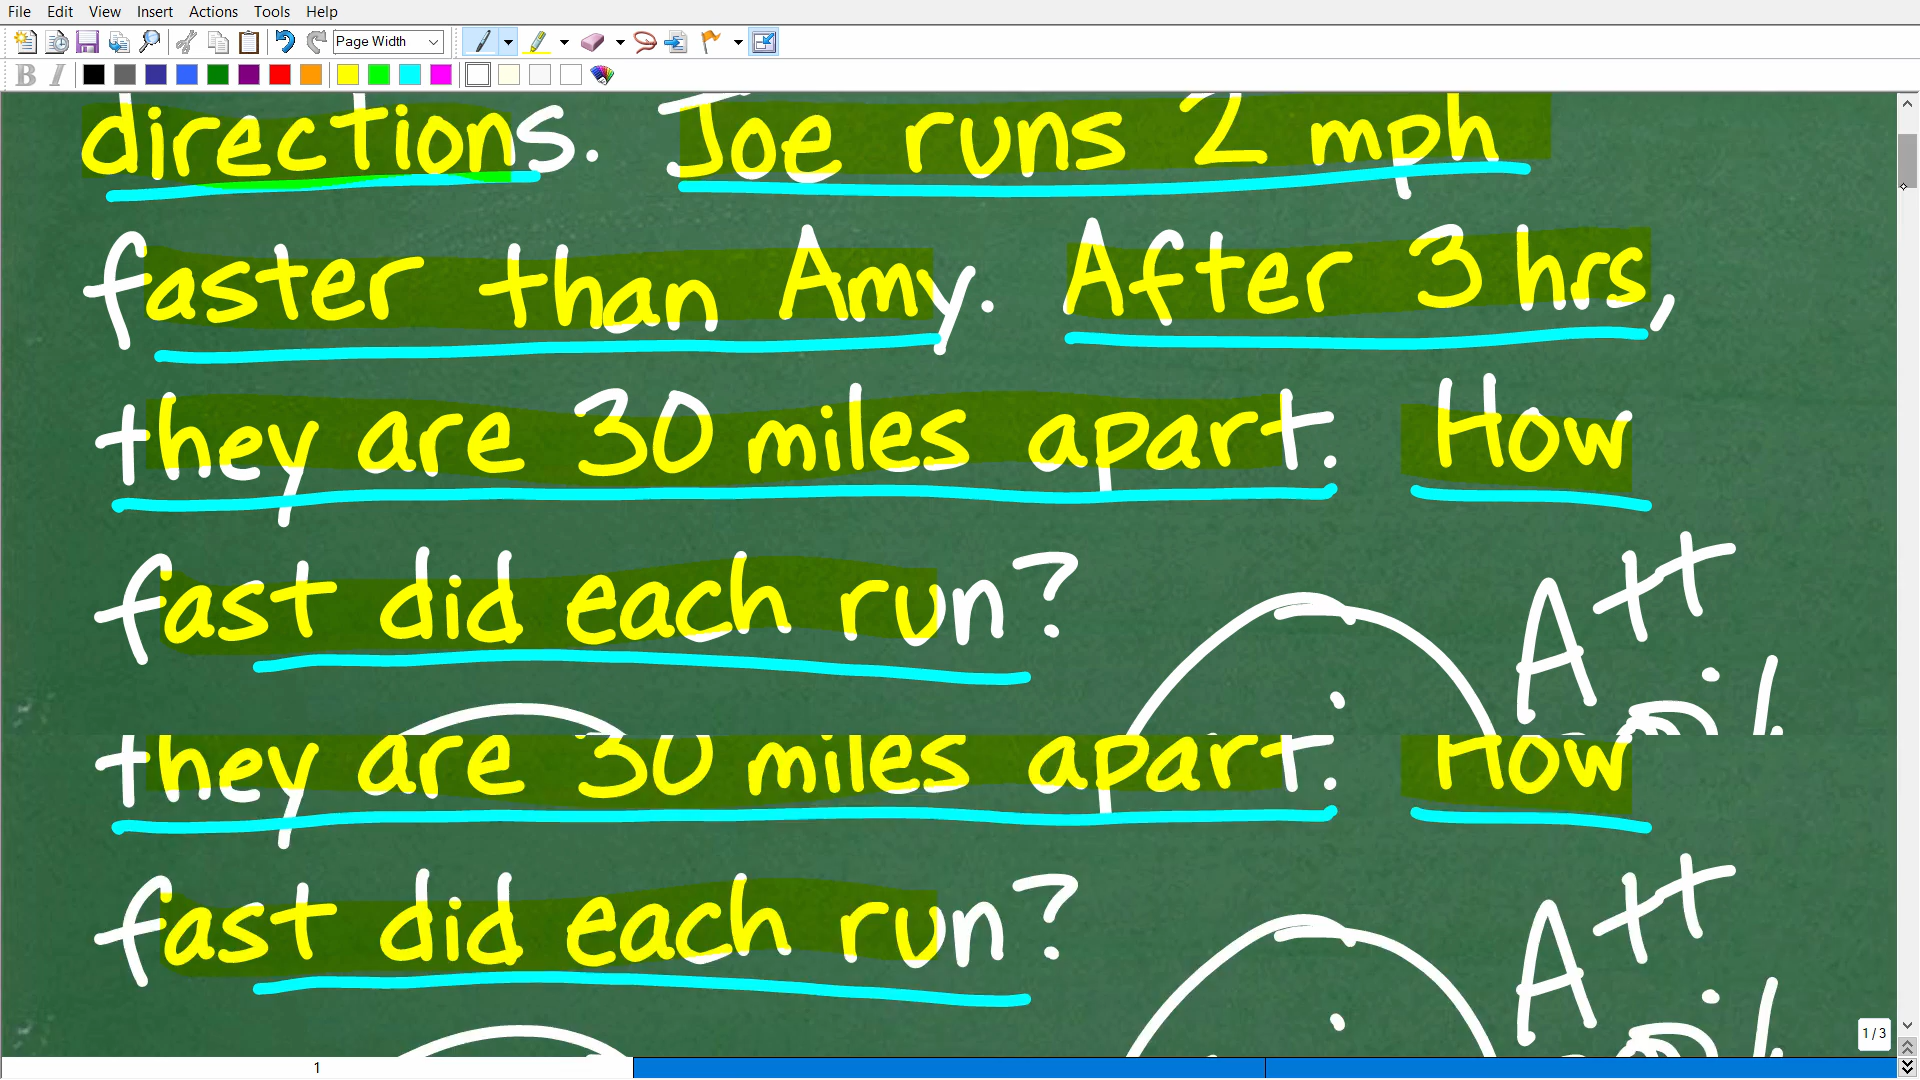 File Edit View Insert Actions Tools Help
Page Width
B I
directions. Joe runs 2 mph
faster than Amy. After 3 hrs,
they are 30 miles apart. How
fast did each run?
Att
they are 30 miles apart. How
fast did each run?
Att
1 / 3
1